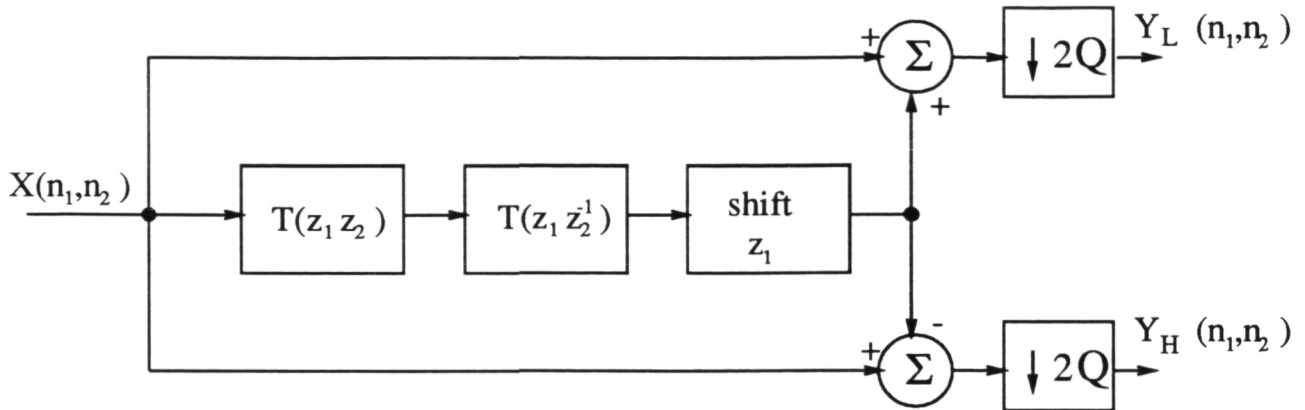 Y_L (n_1,n_2)
+
Σ
↓ 2Q
+
X(n_1,n_2)
T(z_1 z_2)
T(z_1 z_2^{-1})
shift
z_1
-
Y_H (n_1,n_2)
+
Σ
↓ 2Q